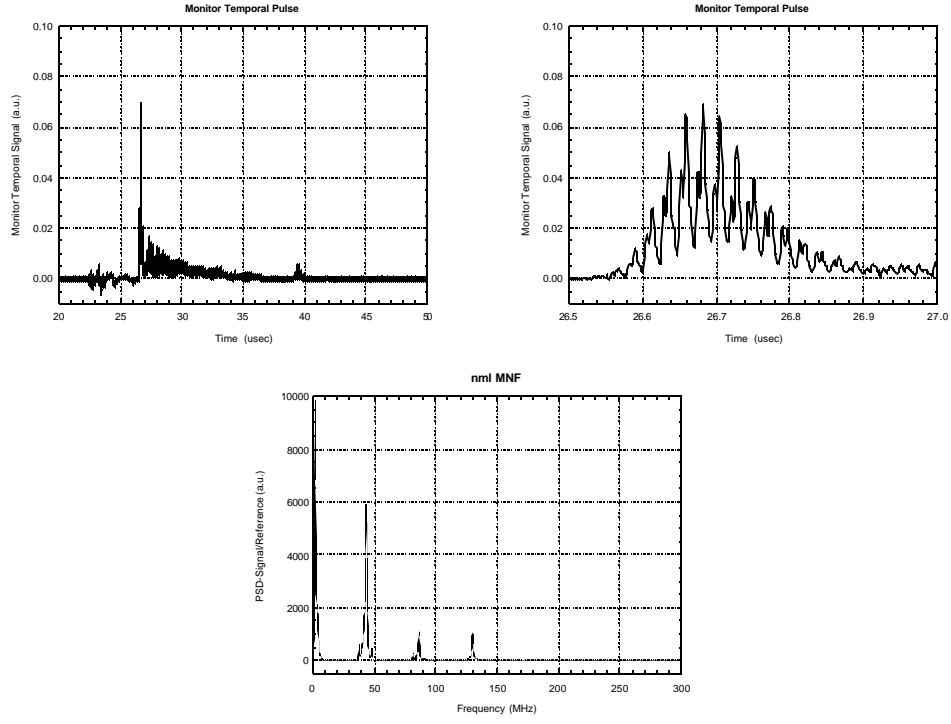 Monitor Temporal Pulse
Monitor Temporal Signal (a.u.)
0.10
0.08
0.06
0.04
0.02
0.00
20 25 30 35 40 45 50
Time (usec)
Monitor Temporal Pulse
Monitor Temporal Signal (a.u.)
0.10
0.08
0.06
0.04
0.02
0.00
26.5 26.6 26.7 26.8 26.9 27.0
Time (usec)
nml MNF
PSD-Signal/Reference (a.u.)
10000
8000
6000
4000
2000
0
0 50 100 150 200 250 300
Frequency (MHz)